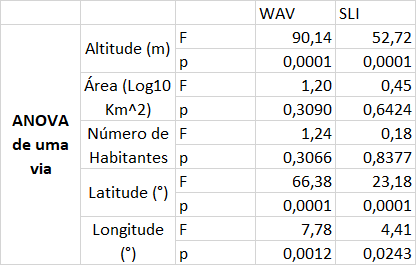 WAV SLI
ANOVA de uma via
Altitude (m) F 90,14 52,72
p 0,0001 0,0001
Área (Log10 Km^2) F 1,20 0,45
p 0,3090 0,6424
Número de Habitantes F 1,24 0,18
p 0,3066 0,8377
Latitude (°) F 66,38 23,18
p 0,0001 0,0001
Longitude (°) F 7,78 4,41
p 0,0012 0,0243